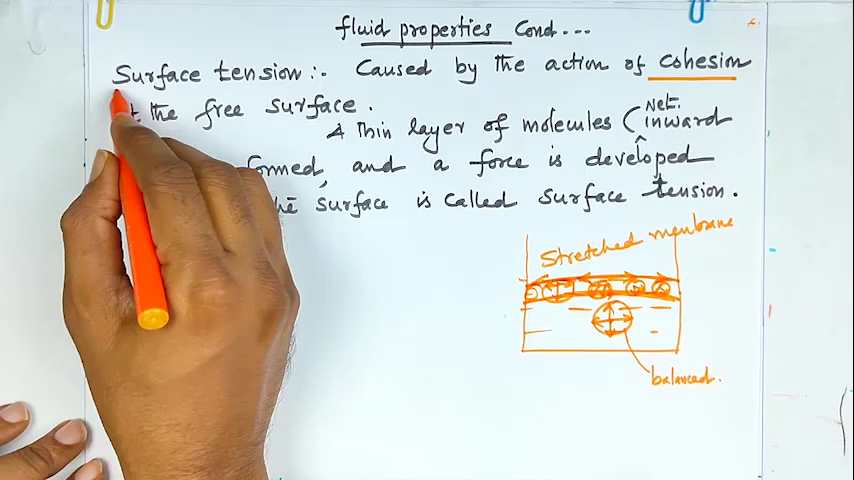 fluid properties Cond...
Surface tension :. Caused by the action of cohesion
the free surface.
A thin layer of molecules (Net inward
formed, and a force is developed
surface is called surface tension.
Stretched membrane
balanced.